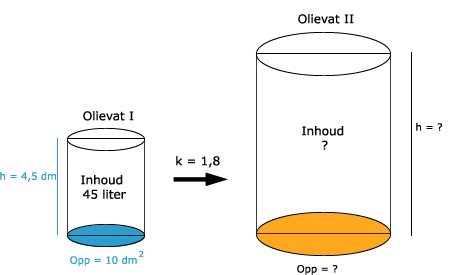 Olievat II
Olievat I
h = 4,5 dm
Inhoud
45 liter
Opp = 10 dm²
k = 1,8
Inhoud
?
h = ?
Opp = ?